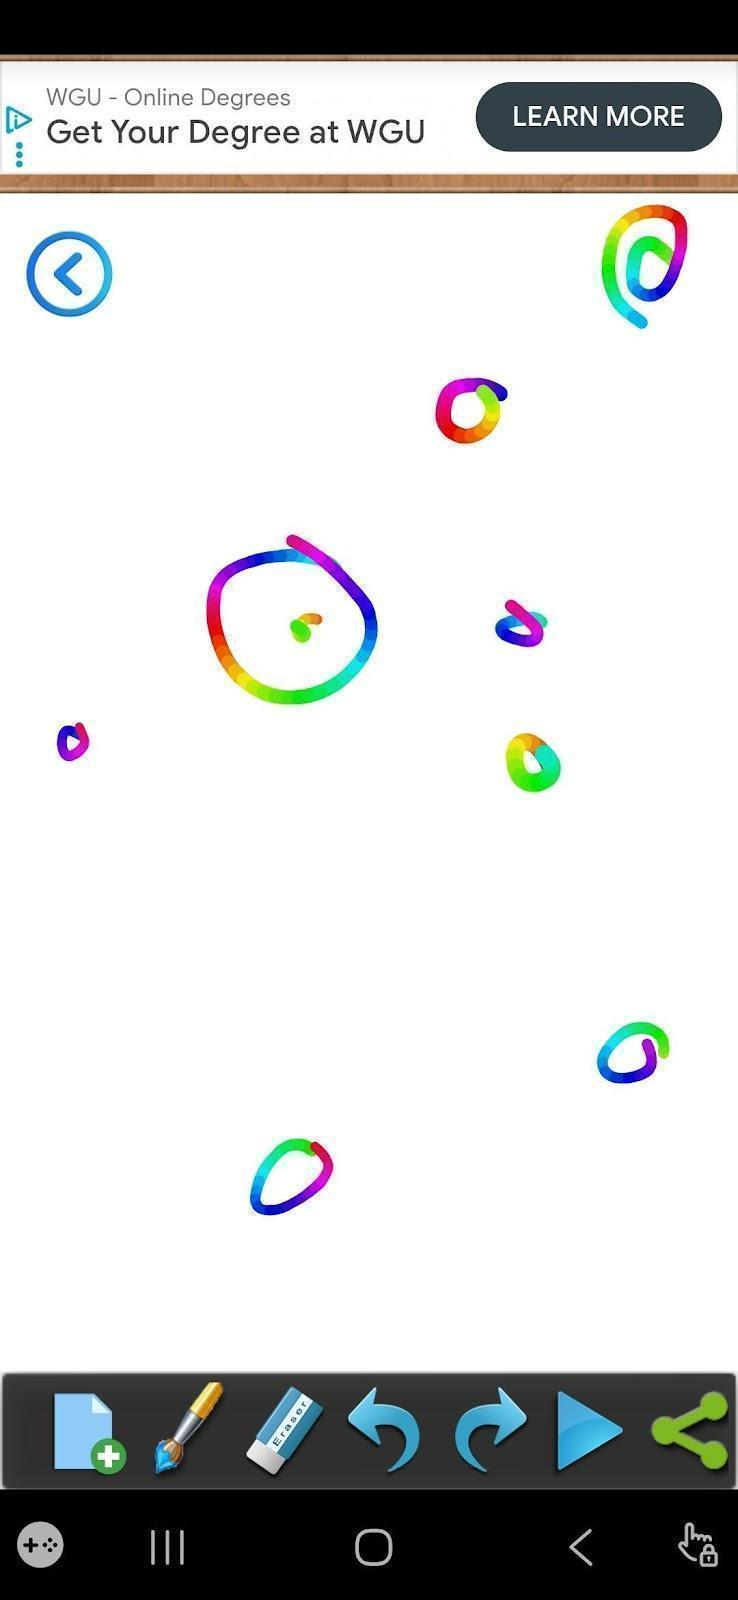 WGU - Online Degrees
Get Your Degree at WGU
LEARN MORE
Eraser